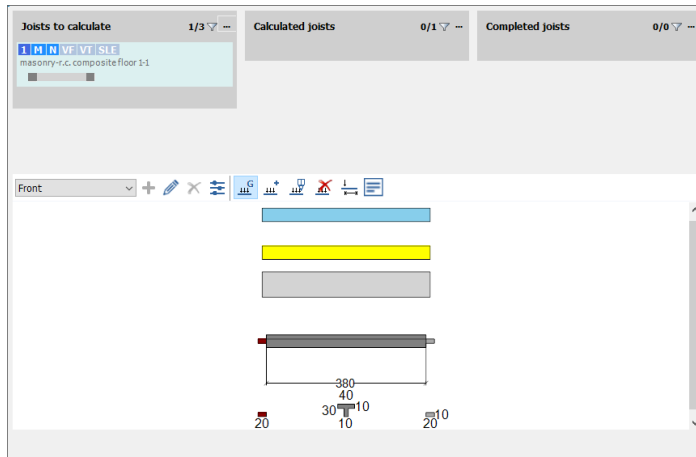 Joists to calculate 1/3 ...
Calculated joists 0/1 ...
Completed joists 0/0 ...
1 M N VF VT SLE
masonry-r.c. composite floor 1-1
Front G
380
40
30 10
10
20 10 20